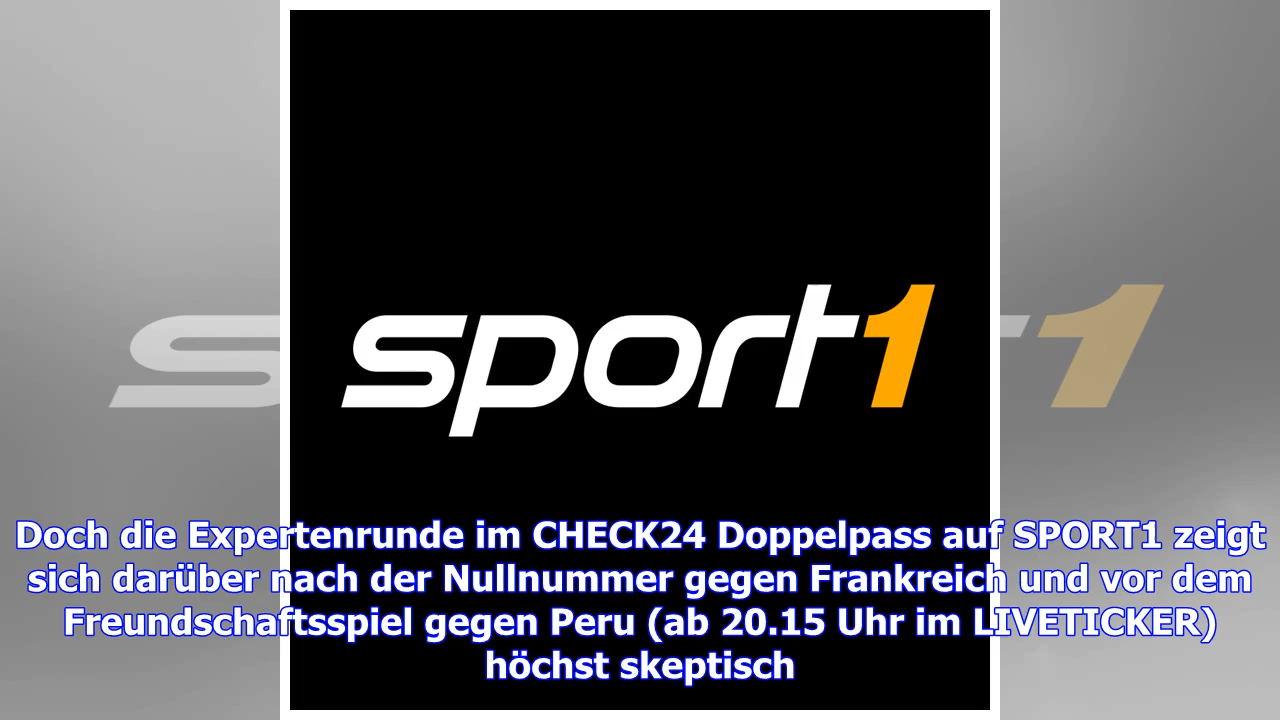 sport1
Doch die Expertenrunde im CHECK24 Doppelpass auf SPORT1 zeigt
sich darüber nach der Nullnummer gegen Frankreich und vor dem
Freundschaftsspiel gegen Peru (ab 20.15 Uhr im LIVETICKER)
höchst skeptisch